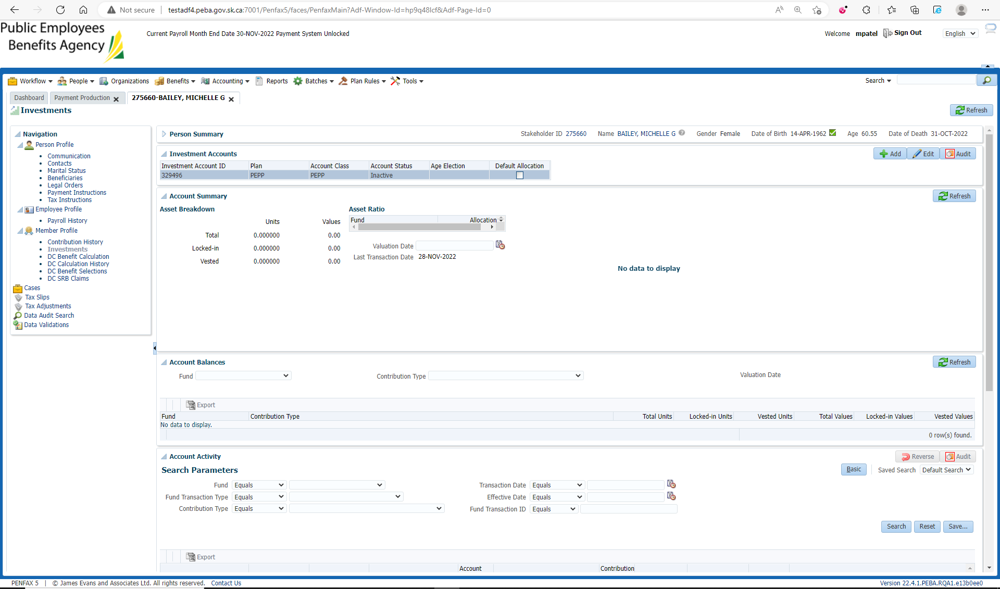 Not secure
testadf4.peba.gov.sk.ca:7001/Penfax5/faces/PenfaxMain?Adf-Window-Id=hp9q48lcf&Adf-Page-Id=0
Public Employees
Benefits Agency
Current Payroll Month End Date 30-NOV-2022 Payment System Unlocked
Welcome mpatel Sign Out English
Workflow People Organizations Benefits Accounting Reports Batches Plan Rules Tools Search
Dashboard Payment Production 275660-BAILEY, MICHELLE G
Investments Refresh
Navigation
Person Profile
Communication
Contacts
Marital Status
Beneficiaries
Legal Orders
Payment Instructions
Tax Instructions
Employee Profile
Payroll History
Member Profile
Contribution History
Investments
DC Benefit Calculation
DC Calculation History
DC Benefit Selections
DC SRB Claims
Cases
Tax Slips
Tax Adjustments
Data Audit Search
Data Validations
Person Summary Stakeholder ID 275660 Name BAILEY, MICHELLE G Gender Female Date of Birth 14-APR-1962 Age 60.55 Date of Death 31-OCT-2022
Investment Accounts Add Edit Audit
Investment Account ID Plan Account Class Account Status Age Election Default Allocation
329496 PEPP PEPP Inactive
Account Summary Refresh
Asset Breakdown Asset Ratio
Fund Allocation
Units Values
Total 0.000000 0.00
Locked-in 0.000000 0.00
Vested 0.000000 0.00
Valuation Date
Last Transaction Date 28-NOV-2022
No data to display
Account Balances Refresh
Fund Contribution Type Valuation Date
Export
Fund Contribution Type Total Units Locked-in Units Vested Units Total Values Locked-in Values Vested Values
No data to display.
0 row(s) found.
Account Activity Reverse Audit
Search Parameters Basic Saved Search Default Search
Fund Equals Transaction Date Equals
Fund Transaction Type Equals Effective Date Equals
Contribution Type Equals Fund Transaction ID Equals
Search Reset Save...
Export
Account Contribution
PENFAX 5 | © James Evans and Associates Ltd. All rights reserved. Contact Us Version 22.4.1.PEBA.RQA1.e13b0ee0